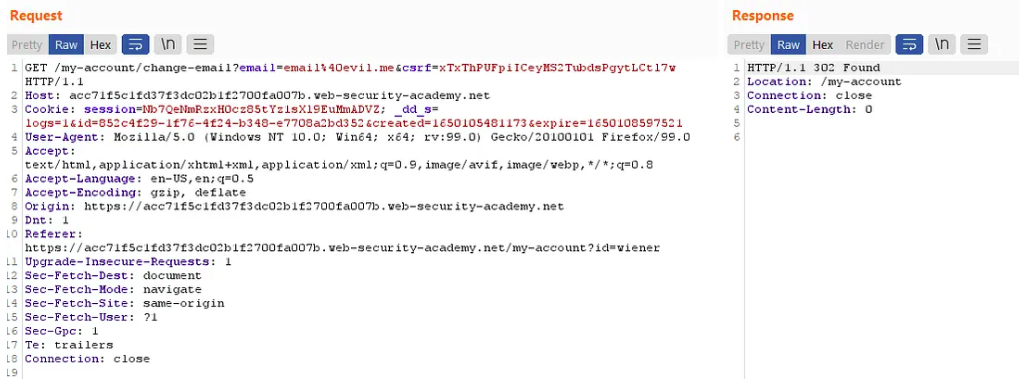 Request
Pretty Raw Hex \n
1 GET /my-account/change-email?email=email%40evil.me&csrf=xTxThPUFpiICeyMS2TubdsPgytLCtl7w
HTTP/1.1
2 Host: acc71f5c1fd37f3dc02b1f2700fa007b.web-security-academy.net
3 Cookie: session=Nb7QeNmRzxH0cz85tYz1sXl9EuMmADVZ; _dd_s=
logs=1&id=852c4f29-1f76-4f24-b348-e7708a2bd352&created=1650105481173&expire=1650108597521
4 User-Agent: Mozilla/5.0 (Windows NT 10.0; Win64; x64; rv:99.0) Gecko/20100101 Firefox/99.0
5 Accept:
text/html,application/xhtml+xml,application/xml;q=0.9,image/avif,image/webp,*/*;q=0.8
6 Accept-Language: en-US,en;q=0.5
7 Accept-Encoding: gzip, deflate
8 Origin: https://acc71f5c1fd37f3dc02b1f2700fa007b.web-security-academy.net
9 Dnt: 1
10 Referer:
https://acc71f5c1fd37f3dc02b1f2700fa007b.web-security-academy.net/my-account?id=wiener
11 Upgrade-Insecure-Requests: 1
12 Sec-Fetch-Dest: document
13 Sec-Fetch-Mode: navigate
14 Sec-Fetch-Site: same-origin
15 Sec-Fetch-User: ?1
16 Sec-Gpc: 1
17 Te: trailers
18 Connection: close
19
Response
Pretty Raw Hex Render \n
1 HTTP/1.1 302 Found
2 Location: /my-account
3 Connection: close
4 Content-Length: 0
5
6